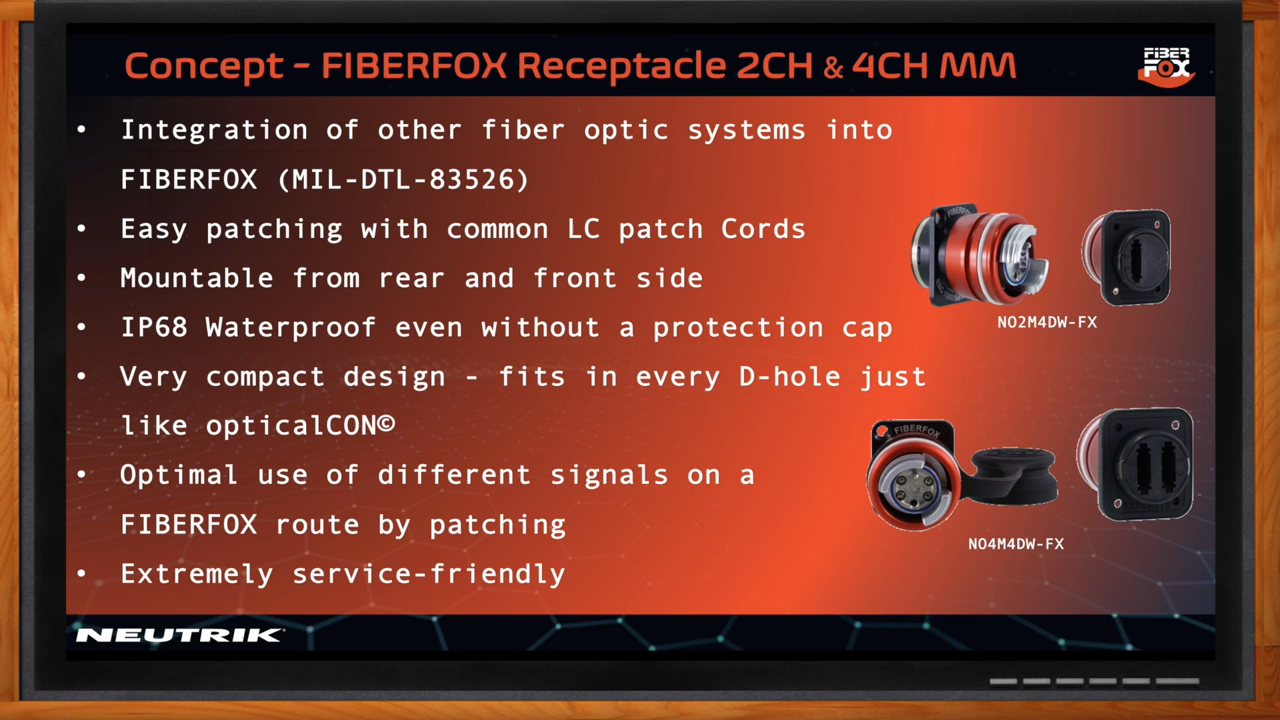 Concept - FIBERFOX Receptacle 2CH & 4CH MM
FIBER
FOX
• Integration of other fiber optic systems into
FIBERFOX (MIL-DTL-83526)
• Easy patching with common LC patch Cords
• Mountable from rear and front side
• IP68 Waterproof even without a protection cap
• Very compact design - fits in every D-hole just
like opticalCON©
• Optimal use of different signals on a
FIBERFOX route by patching
• Extremely service-friendly
FIBERFOX
NO2M4DW-FX
FIBERFOX
NO4M4DW-FX
NEUTRIK